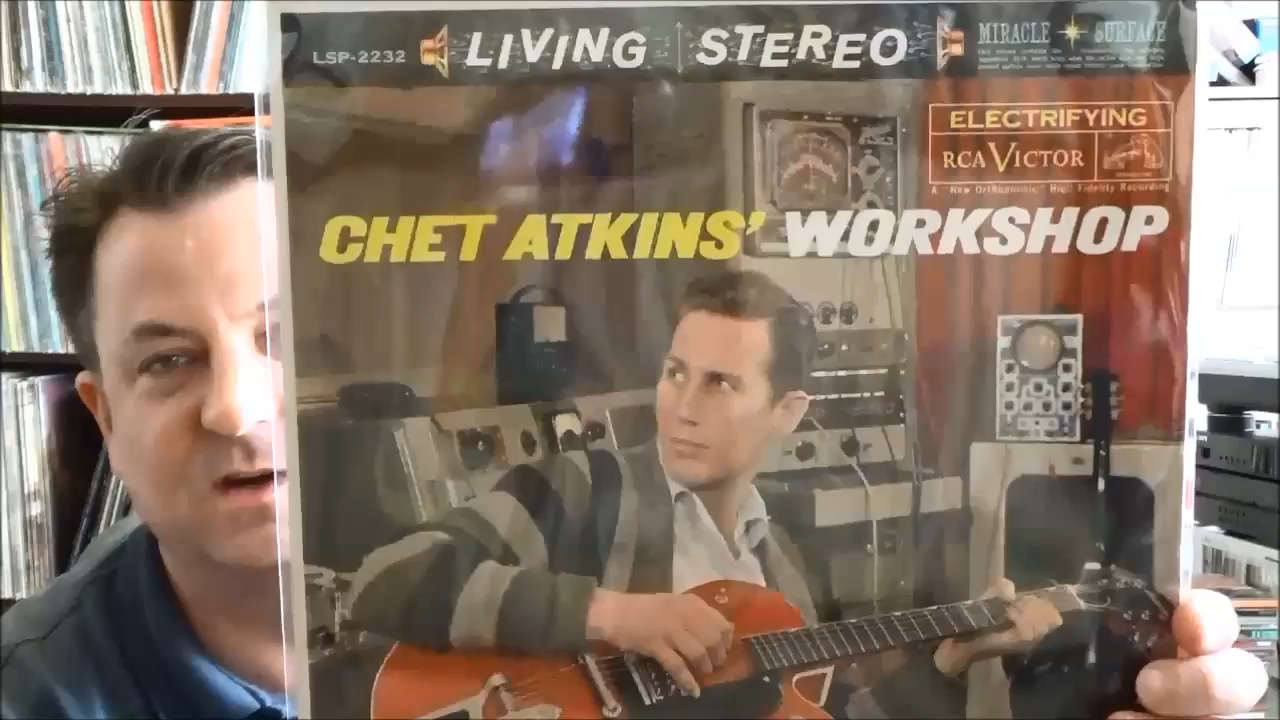 LSP-2232 LIVING STEREO MIRACLE SURFACE
ELECTRIFYING
RCA VICTOR
A "New Orthophonic" High Fidelity Recording
CHET ATKINS' WORKSHOP